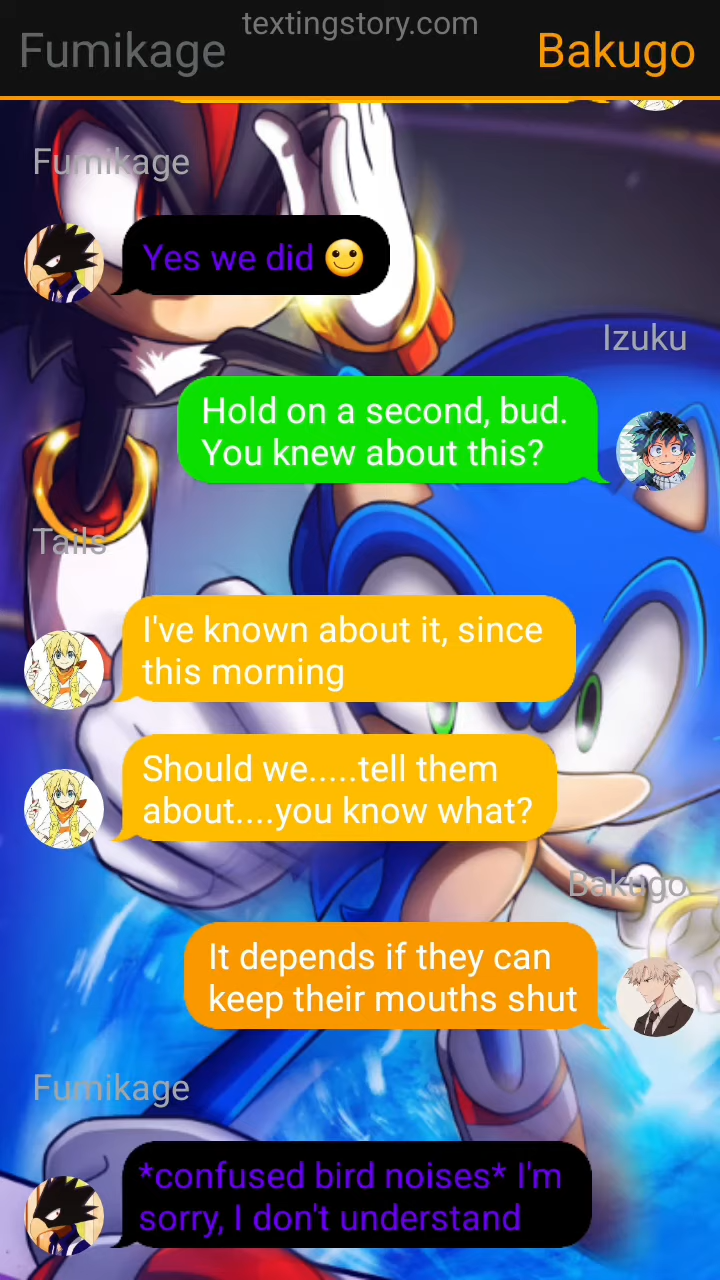 textingstory.com
Fumikage
Bakugo
Fumikage
Yes we did 🙂
Izuku
Hold on a second, bud.
You knew about this?
Tails
I've known about it, since
this morning
Should we.....tell them
about....you know what?
Bakugo
It depends if they can
keep their mouths shut
Fumikage
*confused bird noises* I'm
sorry, I don't understand